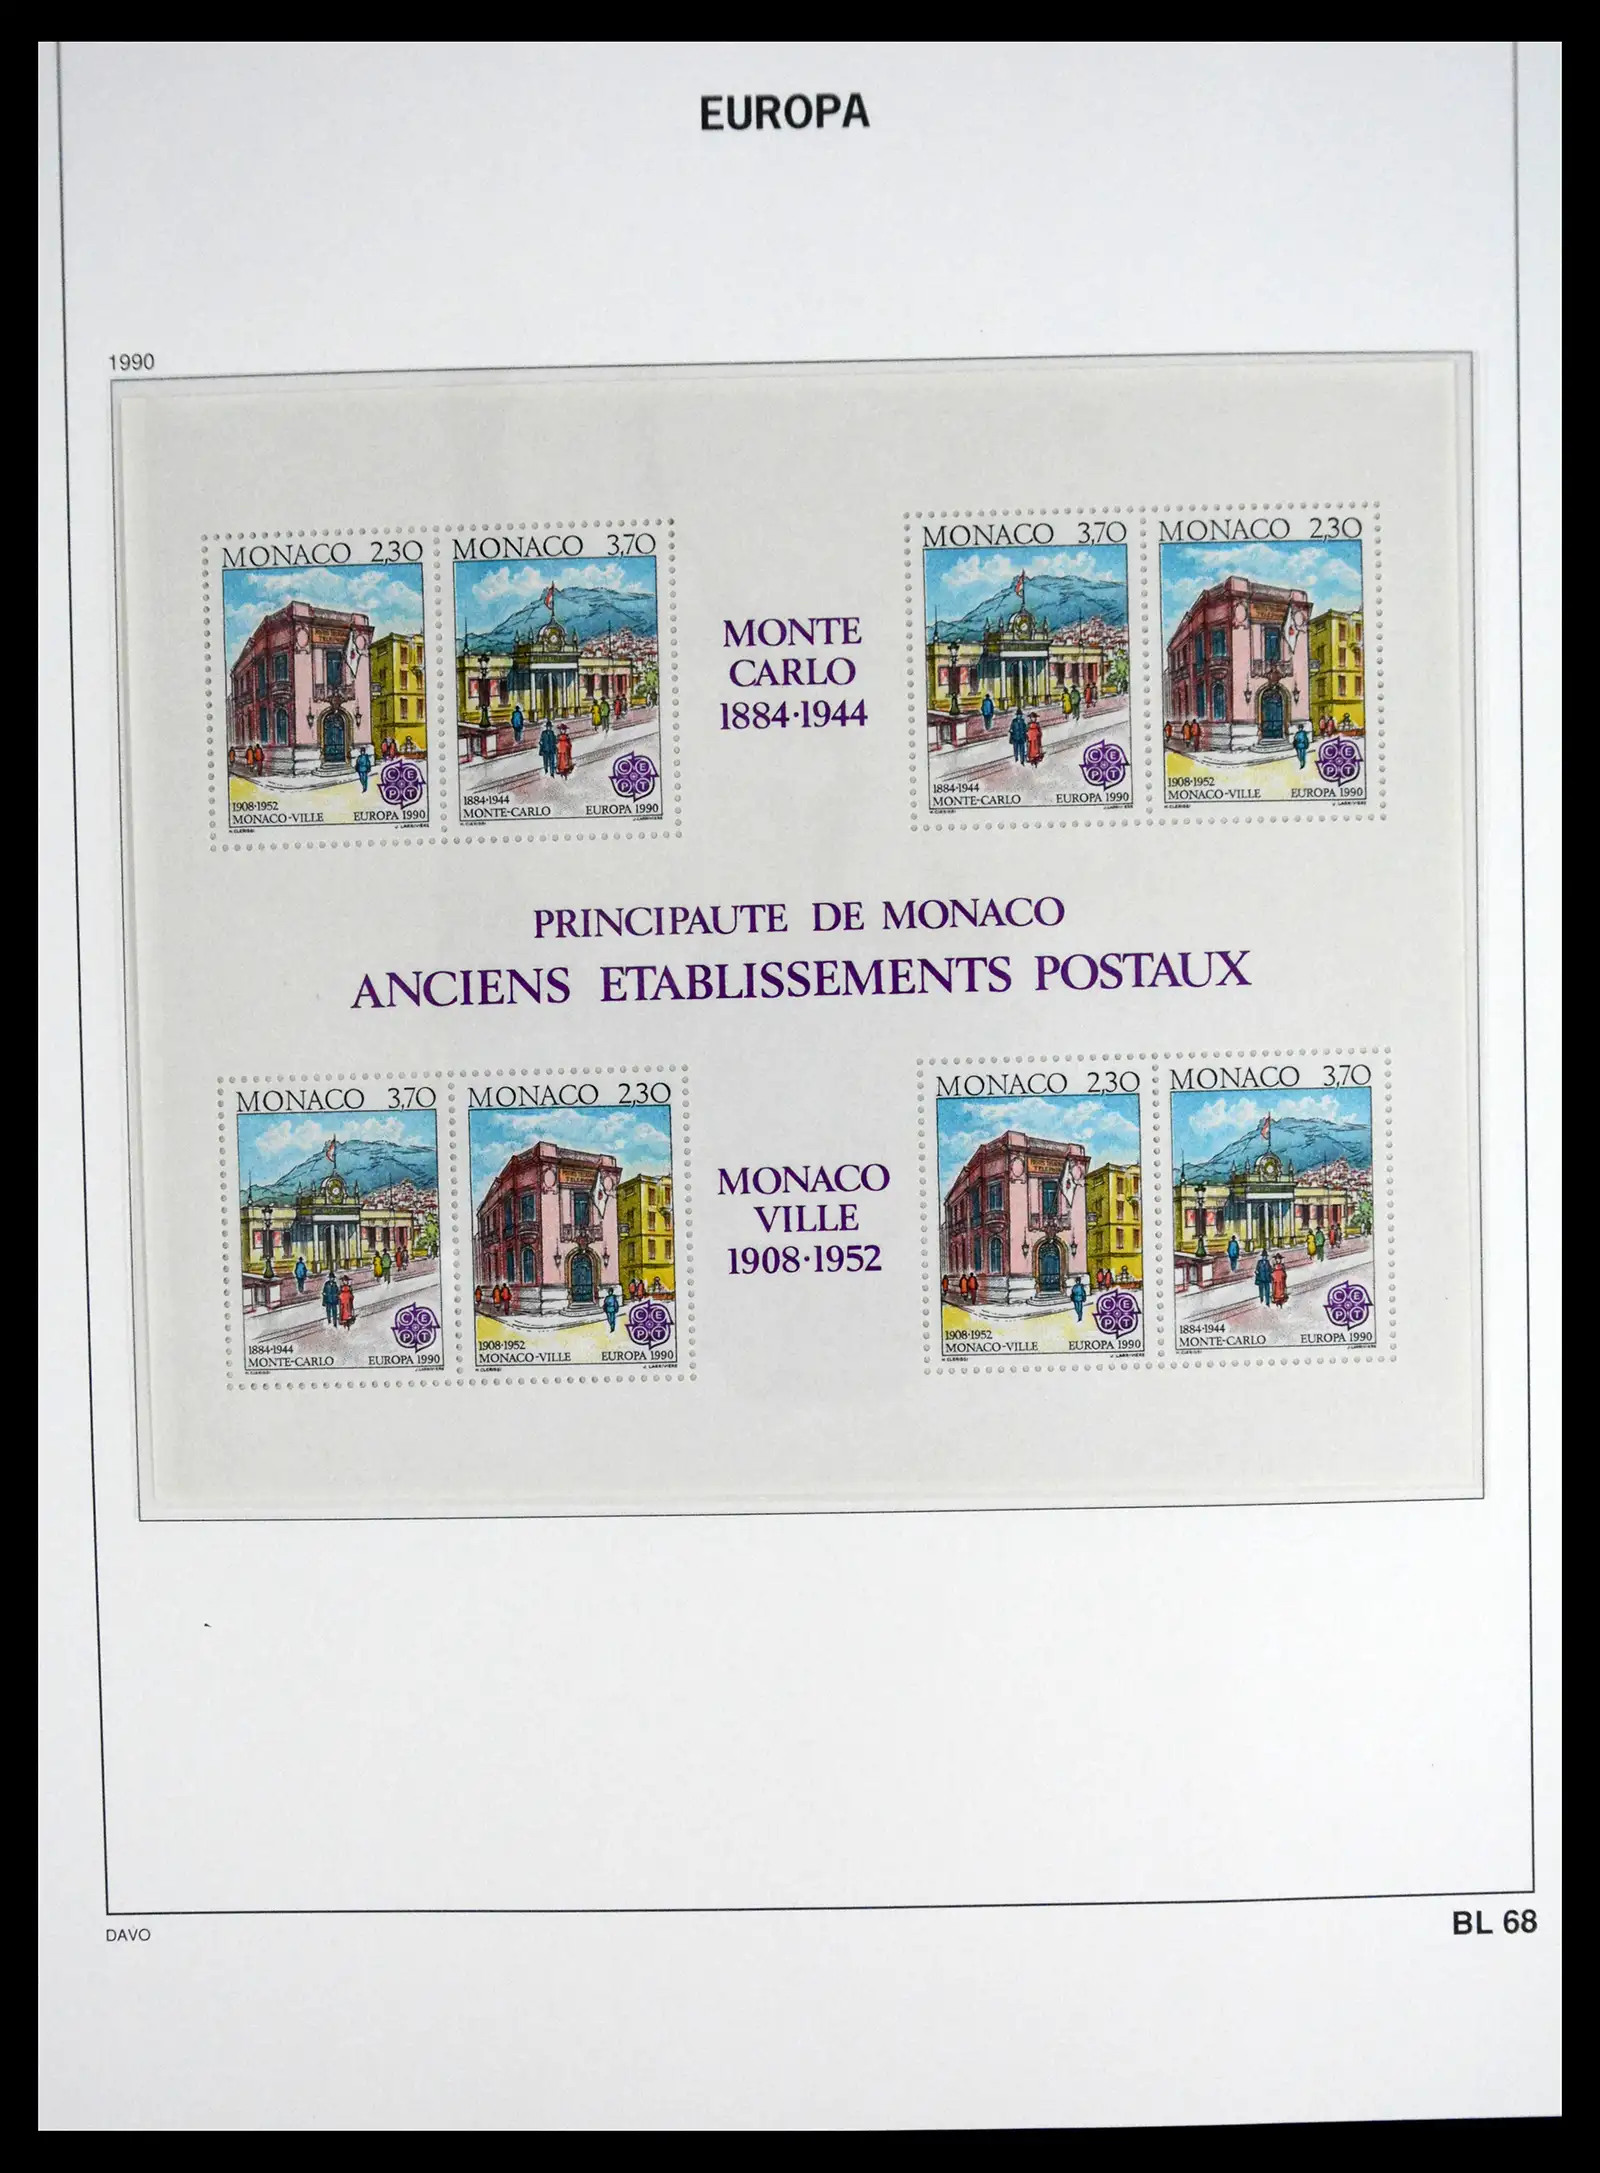 EUROPA
1990
MONACO 2,30
1908-1952
MONACO-VILLE EUROPA 1990
H. CLERISSI J. LARRIVIERE
MONACO 3,70
1884-1944
MONTE-CARLO EUROPA 1990
MONTE
CARLO
1884·1944
MONACO 3,70
1884-1944
MONTE-CARLO EUROPA 1990
MONACO 2,30
1908-1952
MONACO-VILLE EUROPA 1990
PRINCIPAUTE DE MONACO
ANCIENS ETABLISSEMENTS POSTAUX
MONACO 3,70
1884-1944
MONTE-CARLO EUROPA 1990
MONACO 2,30
1908-1952
MONACO-VILLE EUROPA 1990
MONACO
VILLE
1908·1952
MONACO 2,30
1908-1952
MONACO-VILLE EUROPA 1990
MONACO 3,70
1884-1944
MONTE-CARLO EUROPA 1990
DAVO
BL 68